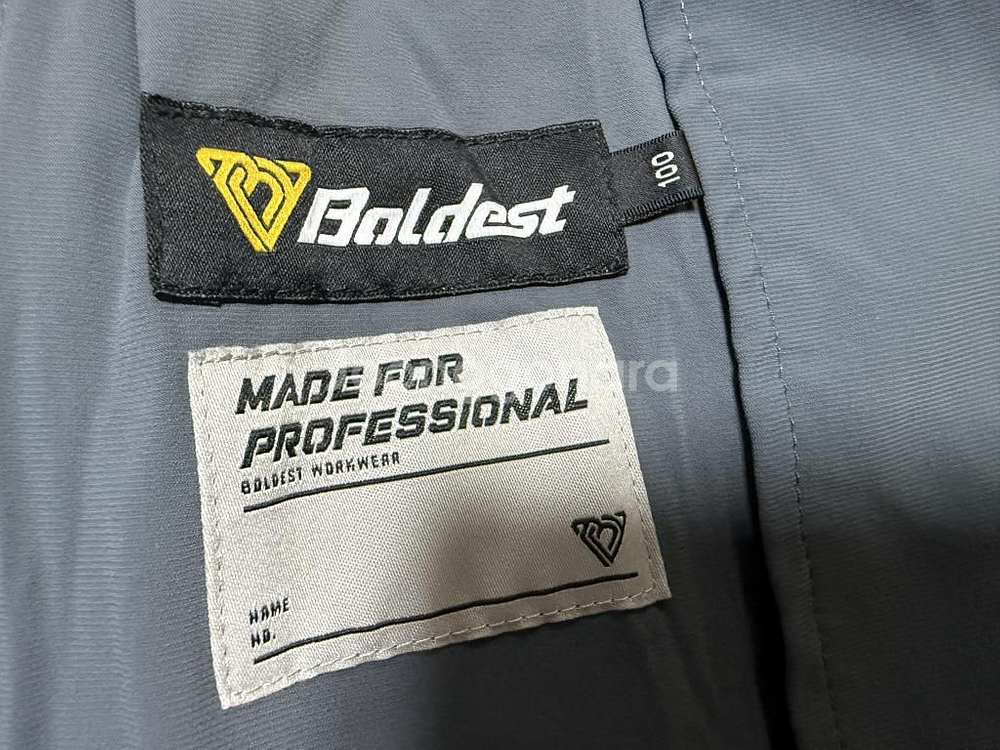 Boldest
100
MADE FOR
PROFESSIONAL
BOLDEST WORKWEAR
NAME
NO.